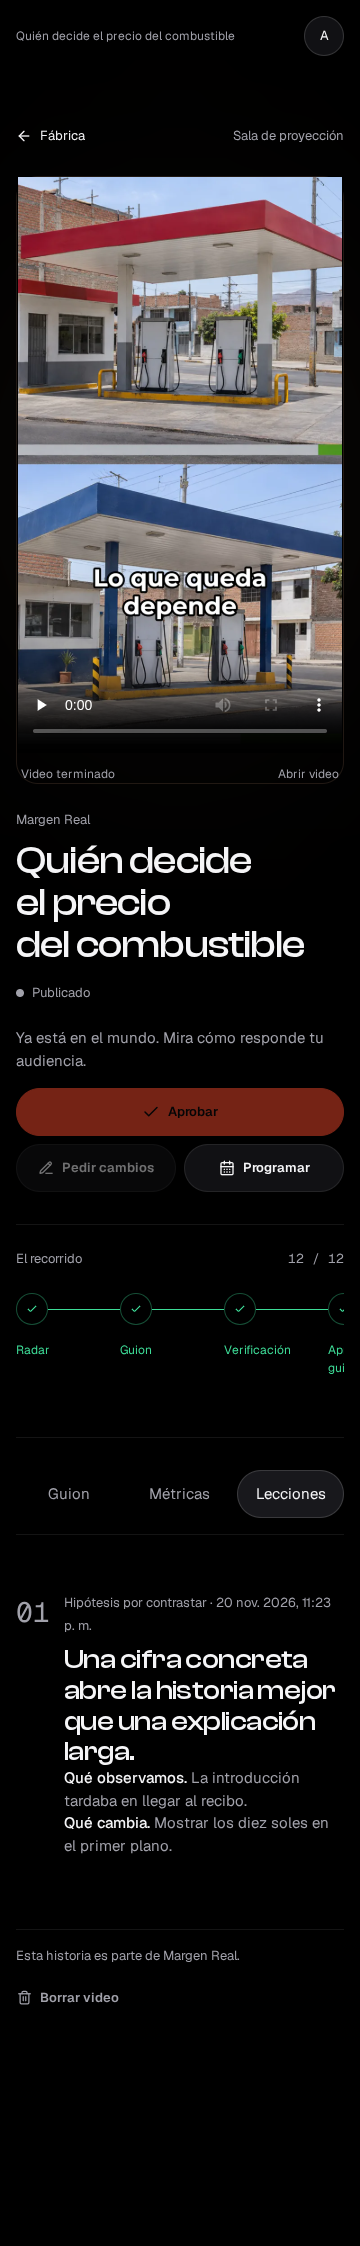 Quién decide el precio del combustible
A
Fábrica
Sala de proyección
Lo que queda
depende
0:00
Video terminado
Abrir video
Margen Real
Quién decide
el precio
del combustible
Publicado
Ya está en el mundo. Mira cómo responde tu
audiencia.
Aprobar
Pedir cambios
Programar
El recorrido
12 / 12
Radar
Guion
Verificación
Ap
gui
Guion
Métricas
Lecciones
01
Hipótesis por contrastar · 20 nov. 2026, 11:23
p. m.
Una cifra concreta
abre la historia mejor
que una explicación
larga.
Qué observamos. La introducción
tardaba en llegar al recibo.
Qué cambia. Mostrar los diez soles en
el primer plano.
Esta historia es parte de Margen Real.
Borrar video